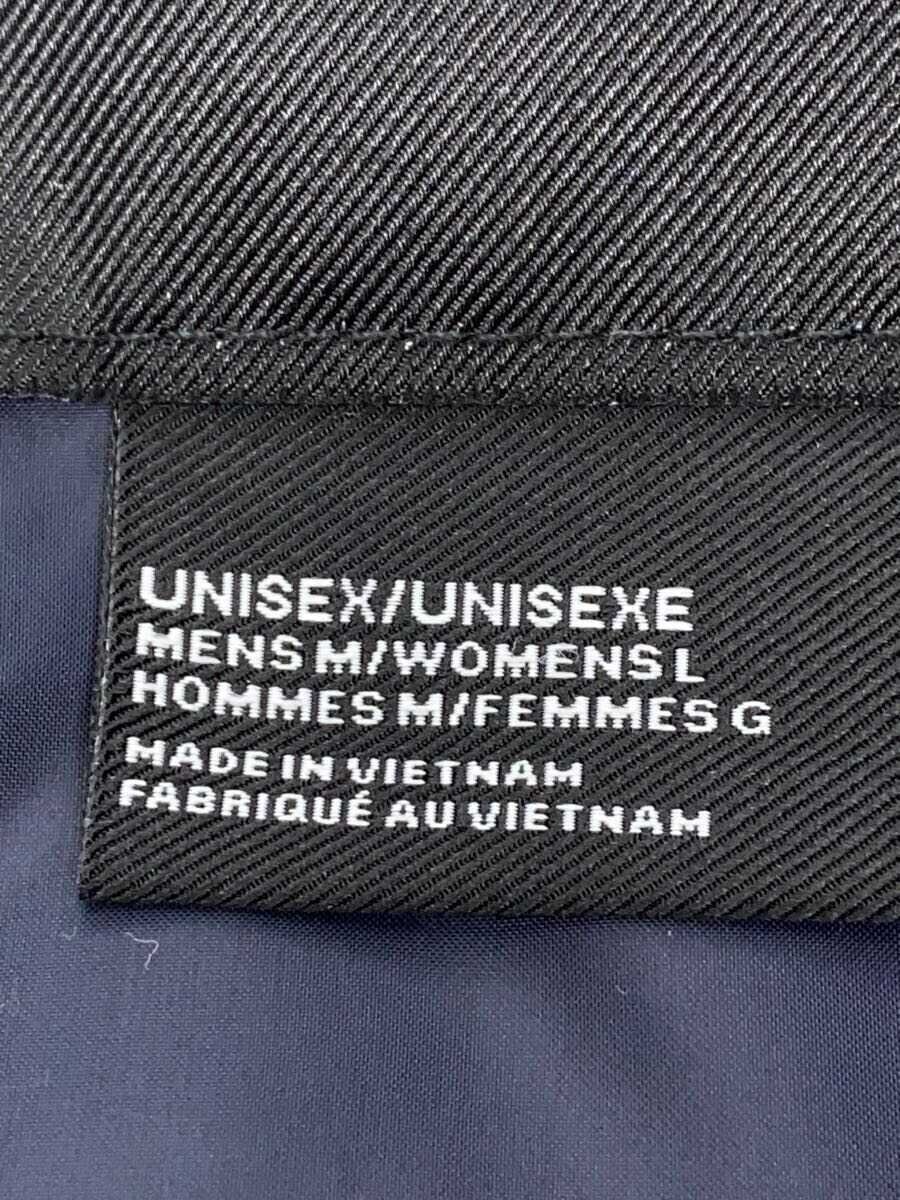 UNISEX/UNISEXE
MENS M/WOMENS L
HOMMES M/FEMMES G
MADE IN VIETNAM
FABRIQUÉ AU VIETNAM